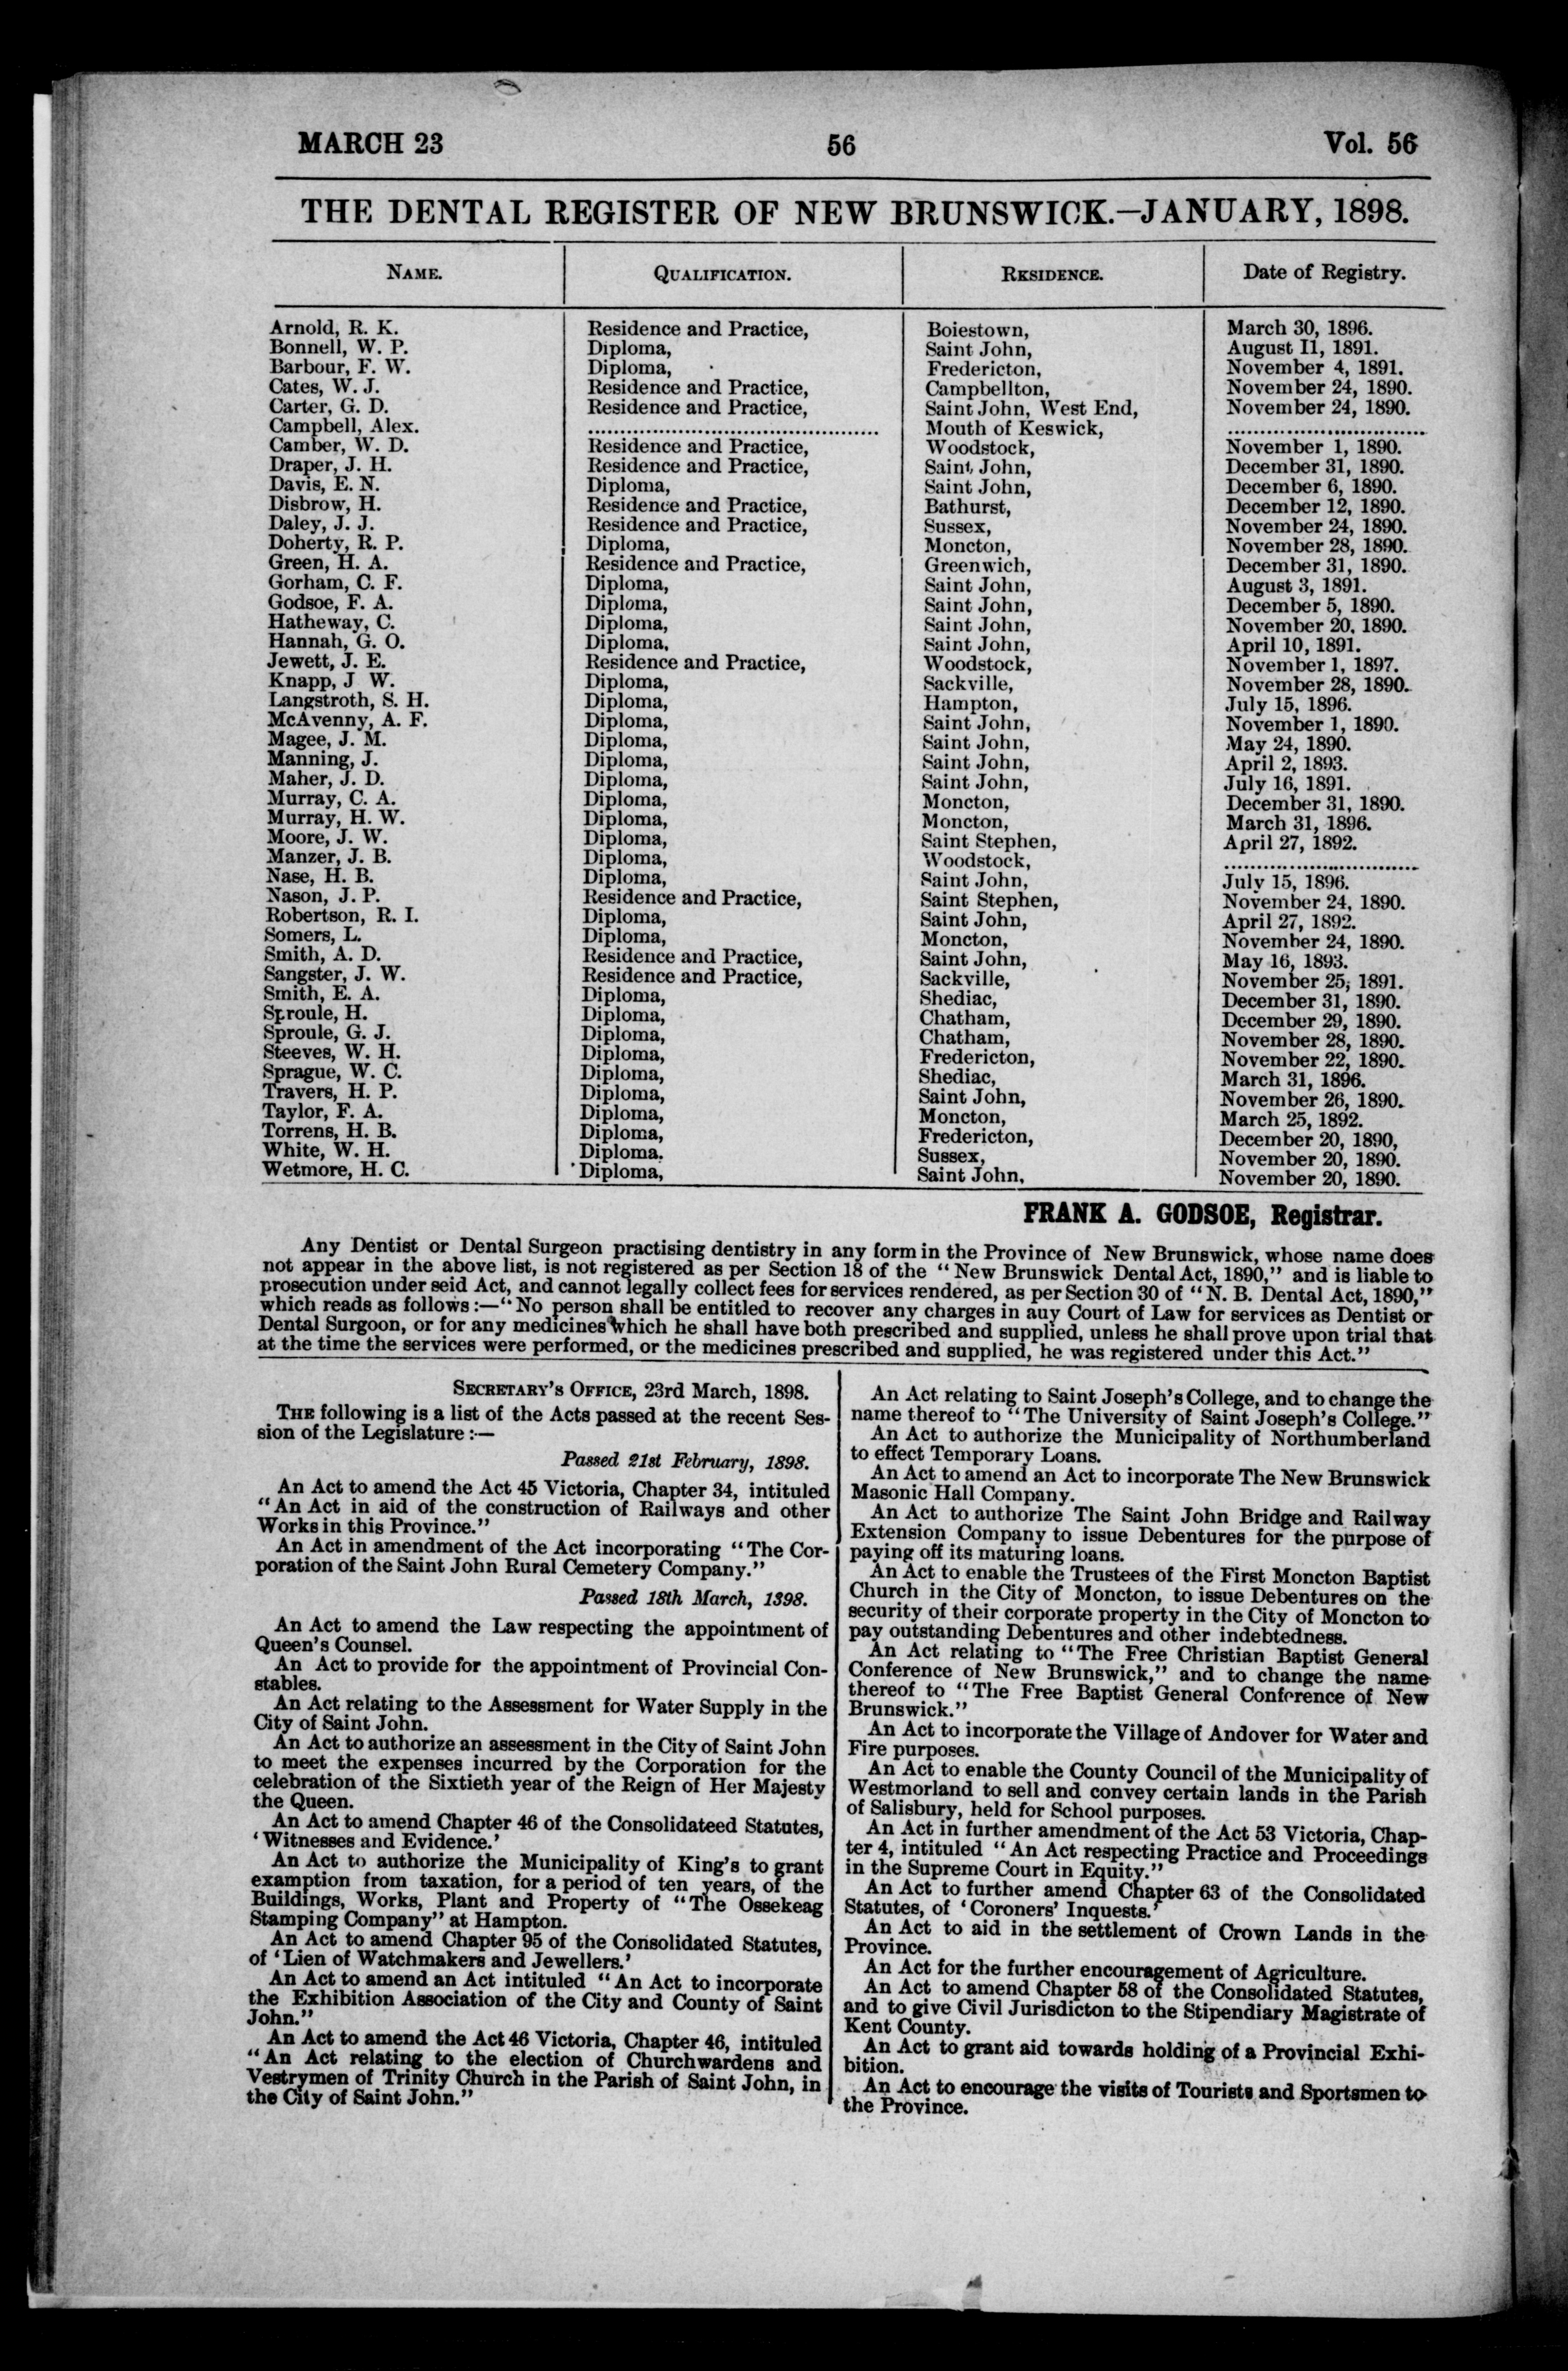 MARCH 23 56 Vol. 56
THE DENTAL REGISTER OF NEW BRUNSWICK.—JANUARY, 1898.
NAME. QUALIFICATION. RESIDENCE. Date of Registry.
Arnold, R. K. Residence and Practice, Boiestown, March 30, 1896.
Bonnell, W. P. Diploma, Saint John, August 11, 1891.
Barbour, F. W. Diploma, Fredericton, November 4, 1891.
Cates, W. J. Residence and Practice, Campbellton, November 24, 1890.
Carter, G. D. Residence and Practice, Saint John, West End, November 24, 1890.
Campbell, Alex. ............................................ Mouth of Keswick, ..............................
Camber, W. D. Residence and Practice, Woodstock, November 1, 1890.
Draper, J. H. Residence and Practice, Saint John, December 31, 1890.
Davis, E. N. Diploma, Saint John, December 6, 1890.
Disbrow, H. Residence and Practice, Bathurst, December 12, 1890.
Daley, J. J. Residence and Practice, Sussex, November 24, 1890.
Doherty, R. P. Diploma, Moncton, November 28, 1890.
Green, H. A. Residence and Practice, Greenwich, December 31, 1890.
Gorham, C. F. Diploma, Saint John, August 3, 1891.
Godsoe, F. A. Diploma, Saint John, December 5, 1890.
Hatheway, C. Diploma, Saint John, November 20, 1890.
Hannah, G. O. Diploma, Saint John, April 10, 1891.
Jewett, J. E. Residence and Practice, Woodstock, November 1, 1897.
Knapp, J W. Diploma, Sackville, November 28, 1890.
Langstroth, S. H. Diploma, Hampton, July 15, 1896.
McAvenny, A. F. Diploma, Saint John, November 1, 1890.
Magee, J. M. Diploma, Saint John, May 24, 1890.
Manning, J. Diploma, Saint John, April 2, 1893.
Maher, J. D. Diploma, Saint John, July 16, 1891.
Murray, C. A. Diploma, Moncton, December 31, 1890.
Murray, H. W. Diploma, Moncton, March 31, 1896.
Moore, J. W. Diploma, Saint Stephen, April 27, 1892.
Manzer, J. B. Diploma, Woodstock, ..............................
Nase, H. B. Diploma, Saint John, July 15, 1896.
Nason, J. P. Residence and Practice, Saint Stephen, November 24, 1890.
Robertson, R. I. Diploma, Saint John, April 27, 1892.
Somers, L. Diploma, Moncton, November 24, 1890.
Smith, A. D. Residence and Practice, Saint John, May 16, 1893.
Sangster, J. W. Residence and Practice, Sackville, November 25, 1891.
Smith, E. A. Diploma, Shediac, December 31, 1890.
Sproule, H. Diploma, Chatham, December 29, 1890.
Sproule, G. J. Diploma, Chatham, November 28, 1890.
Steeves, W. H. Diploma, Fredericton, November 22, 1890.
Sprague, W. C. Diploma, Shediac, March 31, 1896.
Travers, H. P. Diploma, Saint John, November 26, 1890.
Taylor, F. A. Diploma, Moncton, March 25, 1892.
Torrens, H. B. Diploma, Fredericton, December 20, 1890,
White, W. H. Diploma. Sussex, November 20, 1890.
Wetmore, H. C. Diploma, Saint John, November 20, 1890.
FRANK A. GODSOE, Registrar.
Any Dentist or Dental Surgeon practising dentistry in any form in the Province of New Brunswick, whose name does
not appear in the above list, is not registered as per Section 18 of the "New Brunswick Dental Act, 1890," and is liable to
prosecution under seid Act, and cannot legally collect fees for services rendered, as per Section 30 of "N. B. Dental Act, 1890,"
which reads as follows :—"No person shall be entitled to recover any charges in auy Court of Law for services as Dentist or
Dental Surgoon, or for any medicines which he shall have both prescribed and supplied, unless he shall prove upon trial that
at the time the services were performed, or the medicines prescribed and supplied, he was registered under this Act."
SECRETARY'S OFFICE, 23rd March, 1898.
THE following is a list of the Acts passed at the recent Ses-
sion of the Legislature :—
Passed 21st February, 1898.
An Act to amend the Act 45 Victoria, Chapter 34, intituled
"An Act in aid of the construction of Railways and other
Works in this Province."
An Act in amendment of the Act incorporating "The Cor-
poration of the Saint John Rural Cemetery Company."
Passed 18th March, 1398.
An Act to amend the Law respecting the appointment of
Queen's Counsel.
An Act to provide for the appointment of Provincial Con-
stables.
An Act relating to the Assessment for Water Supply in the
City of Saint John.
An Act to authorize an assessment in the City of Saint John
to meet the expenses incurred by the Corporation for the
celebration of the Sixtieth year of the Reign of Her Majesty
the Queen.
An Act to amend Chapter 46 of the Consolidateed Statutes,
'Witnesses and Evidence.'
An Act to authorize the Municipality of King's to grant
examption from taxation, for a period of ten years, of the
Buildings, Works, Plant and Property of "The Ossekeag
Stamping Company" at Hampton.
An Act to amend Chapter 95 of the Consolidated Statutes,
of 'Lien of Watchmakers and Jewellers.'
An Act to amend an Act intituled "An Act to incorporate
the Exhibition Association of the City and County of Saint
John."
An Act to amend the Act 46 Victoria, Chapter 46, intituled
"An Act relating to the election of Churchwardens and
Vestrymen of Trinity Church in the Parish of Saint John, in
the City of Saint John."
An Act relating to Saint Joseph's College, and to change the
name thereof to "The University of Saint Joseph's College."
An Act to authorize the Municipality of Northumberland
to effect Temporary Loans.
An Act to amend an Act to incorporate The New Brunswick
Masonic Hall Company.
An Act to authorize The Saint John Bridge and Railway
Extension Company to issue Debentures for the purpose of
paying off its maturing loans.
An Act to enable the Trustees of the First Moncton Baptist
Church in the City of Moncton, to issue Debentures on the
security of their corporate property in the City of Moncton to
pay outstanding Debentures and other indebtedness.
An Act relating to "The Free Christian Baptist General
Conference of New Brunswick," and to change the name
thereof to "The Free Baptist General Conference of New
Brunswick."
An Act to incorporate the Village of Andover for Water and
Fire purposes.
An Act to enable the County Council of the Municipality of
Westmorland to sell and convey certain lands in the Parish
of Salisbury, held for School purposes.
An Act in further amendment of the Act 53 Victoria, Chap-
ter 4, intituled "An Act respecting Practice and Proceedings
in the Supreme Court in Equity."
An Act to further amend Chapter 63 of the Consolidated
Statutes, of 'Coroners' Inquests.'
An Act to aid in the settlement of Crown Lands in the
Province.
An Act for the further encouragement of Agriculture.
An Act to amend Chapter 58 of the Consolidated Statutes,
and to give Civil Jurisdicton to the Stipendiary Magistrate of
Kent County.
An Act to grant aid towards holding of a Provincial Exhi-
bition.
An Act to encourage the visits of Tourists and Sportsmen to
the Province.